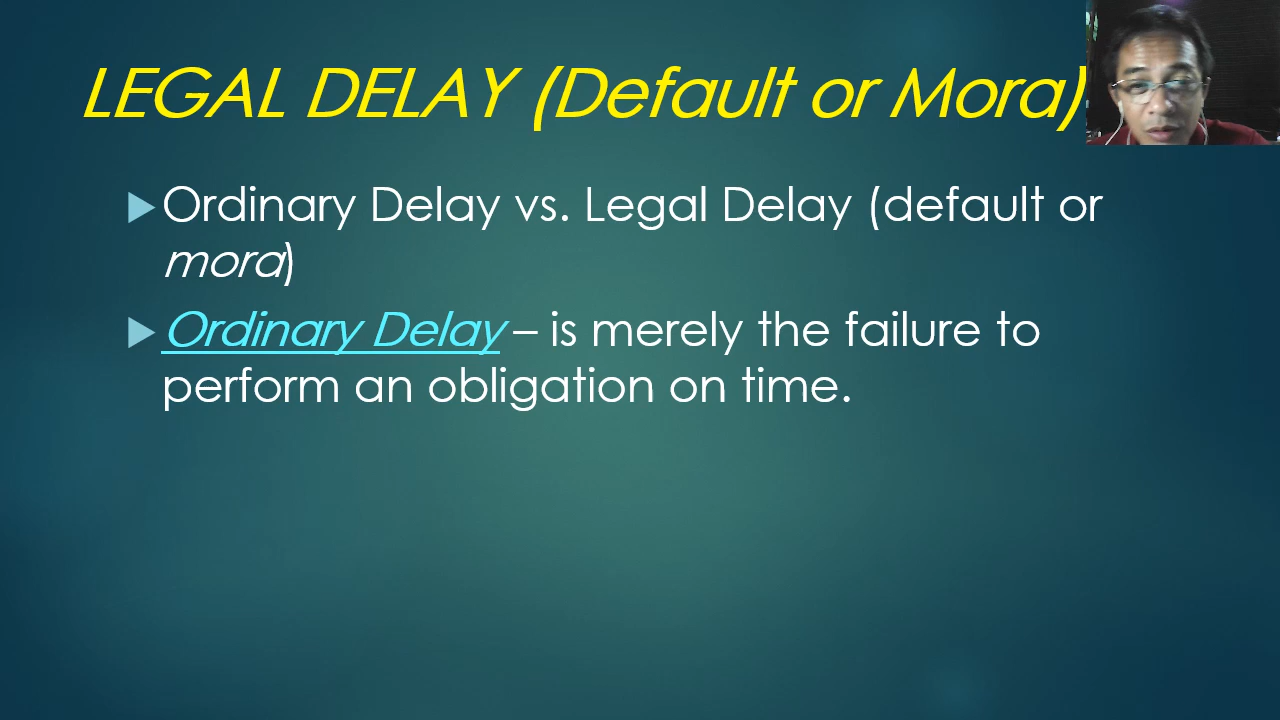 LEGAL DELAY (Default or Mora)
Ordinary Delay vs. Legal Delay (default or
mora)
Ordinary Delay – is merely the failure to
perform an obligation on time.